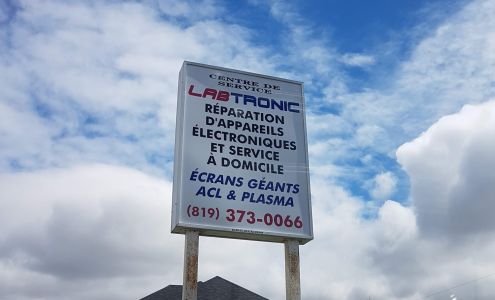 CENTRE DE
SERVICE
LABTRONIC
RÉPARATION
D'APPAREILS
ÉLECTRONIQUES
ET SERVICE
À DOMICILE
ÉCRANS GÉANTS
ACL & PLASMA
(819) 373-0066